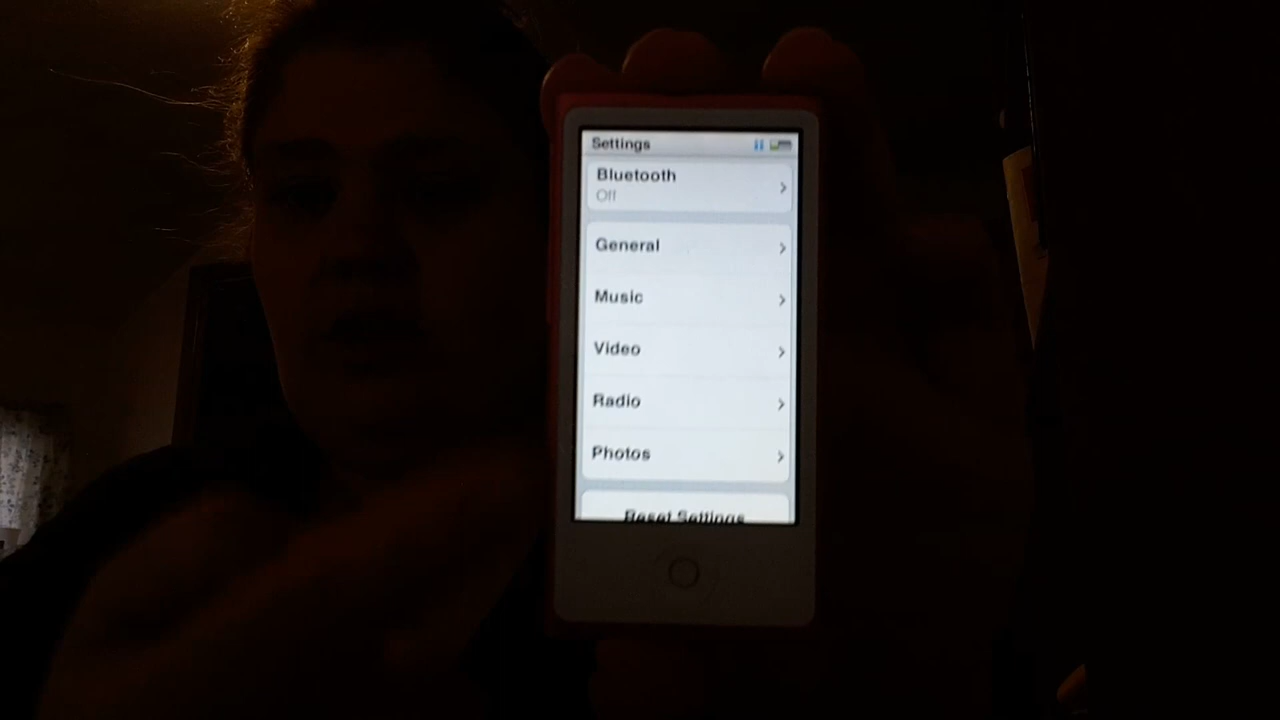 Settings
Bluetooth
Off
General
Music
Video
Radio
Photos
Reset Settings